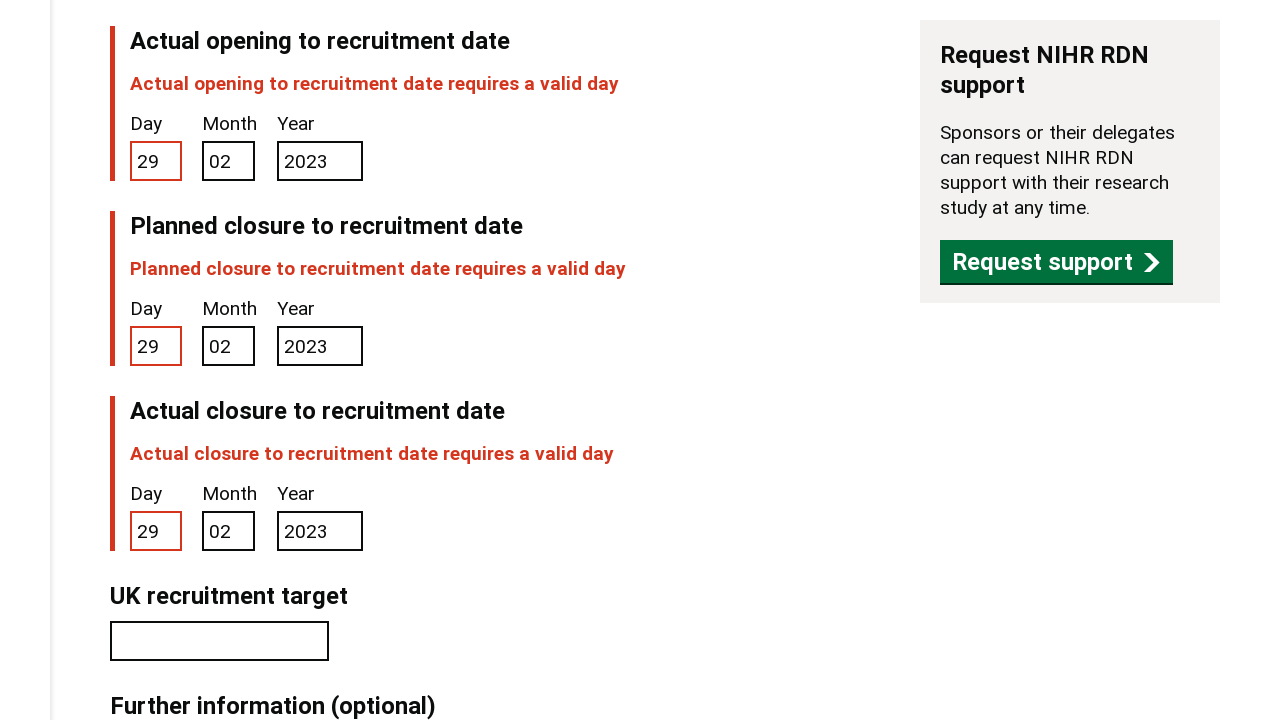 Actual opening to recruitment date
Actual opening to recruitment date requires a valid day
Day Month Year
29 02 2023
Planned closure to recruitment date
Planned closure to recruitment date requires a valid day
Day Month Year
29 02 2023
Actual closure to recruitment date
Actual closure to recruitment date requires a valid day
Day Month Year
29 02 2023
UK recruitment target
Further information (optional)
Request NIHR RDN
support
Sponsors or their delegates
can request NIHR RDN
support with their research
study at any time.
Request support